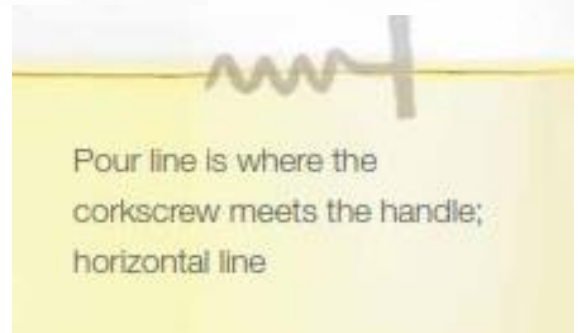 Pour line is where the
corkscrew meets the handle;
horizontal line